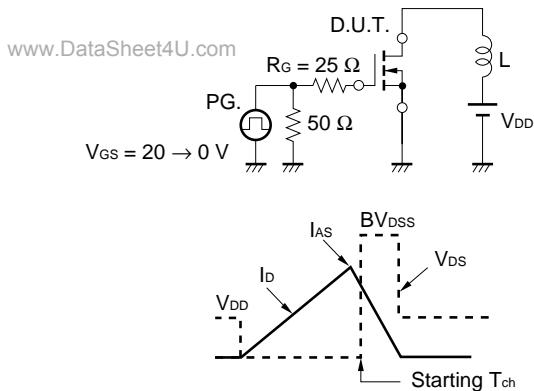 D.U.T.
www.DataSheet4U.com
RG = 25 Ω
L
PG.
50 Ω
VDD
VGS = 20 → 0 V
BVDSS
IAS
VDS
ID
VDD
Starting Tch